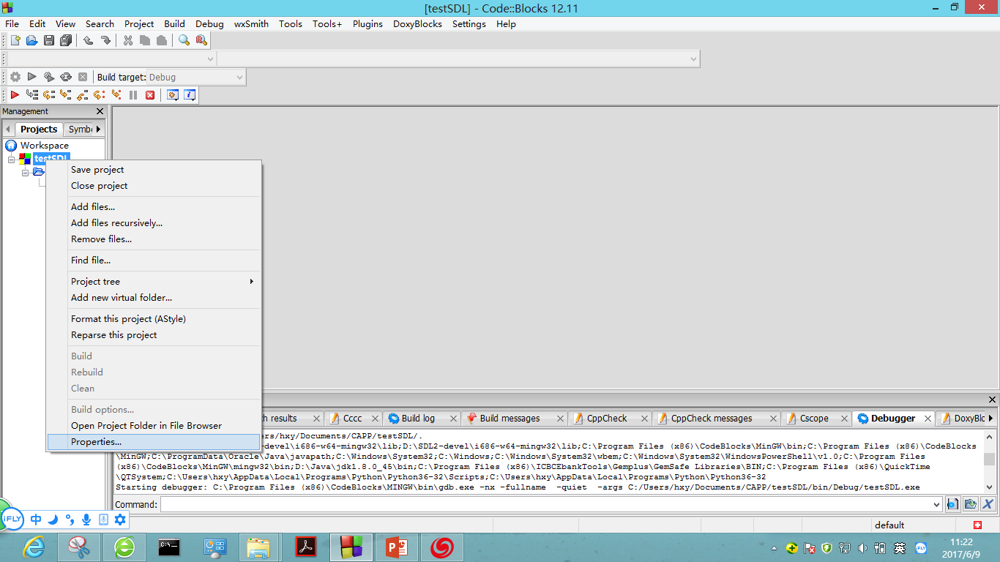 [testSDL] - Code::Blocks 12.11
File Edit View Search Project Build Debug wxSmith Tools Tools+ Plugins DoxyBlocks Settings Help
Build target: Debug
Management
Projects Symb
Workspace
testSDL
Save project
Close project
Add files...
Add files recursively...
Remove files...
Find file...
Project tree
Add new virtual folder...
Format this project (AStyle)
Reparse this project
Build
Rebuild
Clean
Build options...
Open Project Folder in File Browser
Properties...
h results Cccc Build log Build messages CppCheck CppCheck messages Cscope Debugger DoxyBlo
ers/hxy/Documents/CAPP/testSDL/.
-devel\i686-w64-mingw32\lib;D:\SDL2-devel\i686-w64-mingw32\lib;C:\Program Files (x86)\CodeBlocks\MinGW\bin;C:\Program Files (x86)\CodeBlocks
\MinGW;C:\ProgramData\Oracle\Java\javapath;C:\Windows\System32;C:\Windows;C:\Windows\System32\wbem;C:\Windows\System32\WindowsPowerShell\v1.0;C:\Program Files
(x86)\CodeBlocks\MinGW\mingw32\bin;D:\Java\jdk1.8.0_45\bin;C:\Program Files (x86)\ICBCEbankTools\Gemplus\GemSafe Libraries\BIN;C:\Program Files (x86)\QuickTime
\QTSystem;C:\Users\hxy\AppData\Local\Programs\Python\Python36-32\Scripts;C:\Users\hxy\AppData\Local\Programs\Python\Python36-32
Starting debugger: C:\Program Files (x86)\CodeBlocks\MINGW\bin\gdb.exe -nx -fullname -quiet -args C:/Users/hxy/Documents/CAPP/testSDL/bin/Debug/testSDL.exe
Command:
iFLY 中
default
C:\
英 iFLY
11:22
2017/6/9